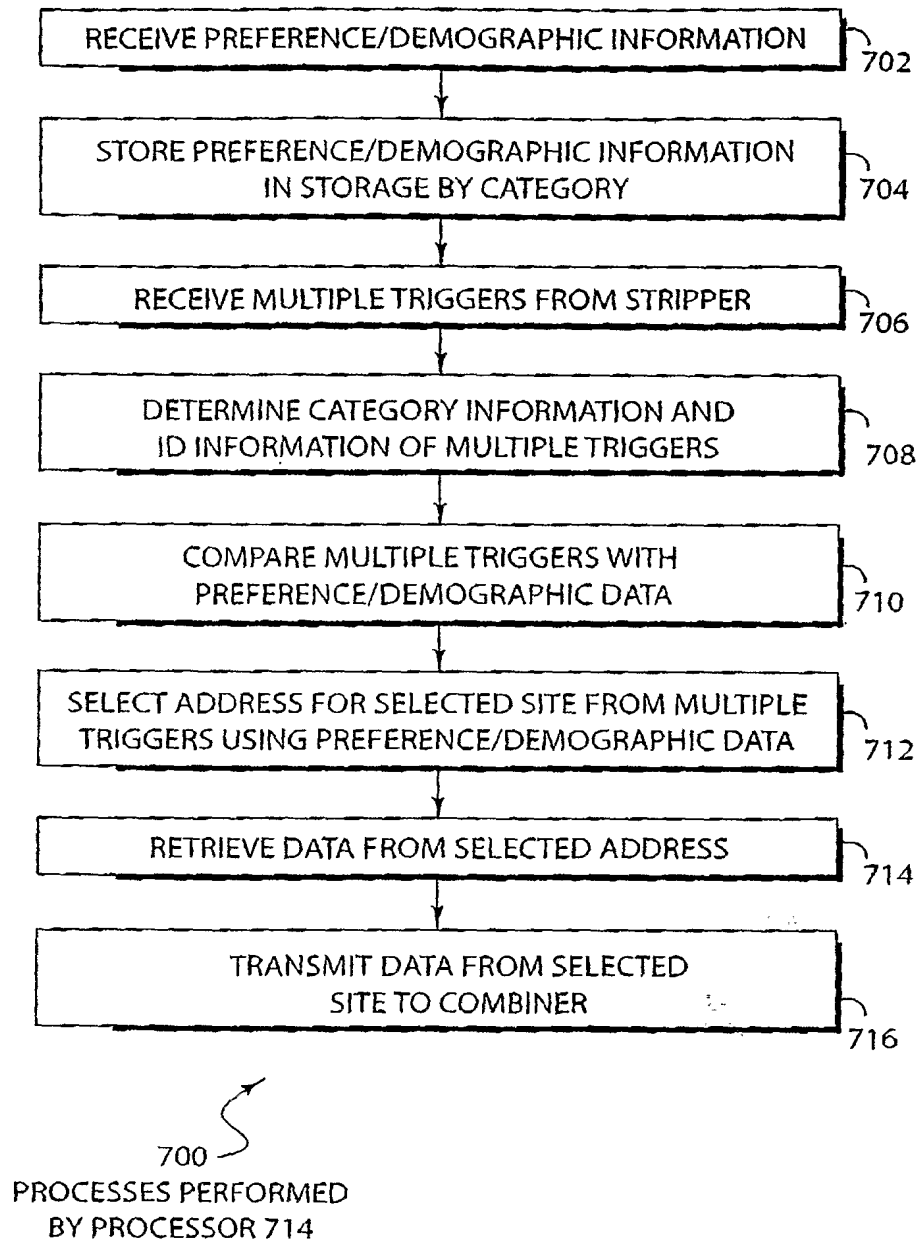 RECEIVE PREFERENCE/DEMOGRAPHIC INFORMATION
702
STORE PREFERENCE/DEMOGRAPHIC INFORMATION
IN STORAGE BY CATEGORY
704
RECEIVE MULTIPLE TRIGGERS FROM STRIPPER
706
DETERMINE CATEGORY INFORMATION AND
ID INFORMATION OF MULTIPLE TRIGGERS
708
COMPARE MULTIPLE TRIGGERS WITH
PREFERENCE/DEMOGRAPHIC DATA
710
SELECT ADDRESS FOR SELECTED SITE FROM MULTIPLE
TRIGGERS USING PREFERENCE/DEMOGRAPHIC DATA
712
RETRIEVE DATA FROM SELECTED ADDRESS
714
TRANSMIT DATA FROM SELECTED
SITE TO COMBINER
716
700
PROCESSES PERFORMED
BY PROCESSOR 714